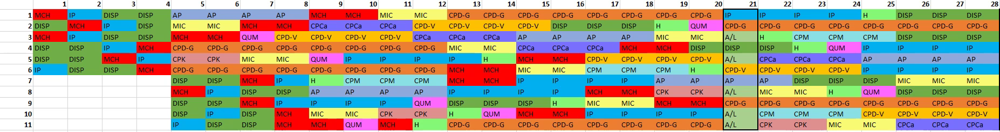 1 2 3 4 5 6 7 8 9 10 11 12 13 14 15 16 17 18 19 20 21 22 23 24 25 26 27 28
1 MCH IP DISP DISP AP AP AP AP MCH MCH MIC MIC CPD-G CPD-G CPD-G CPD-G CPD-G CPD-G CPD-G CPD-G IP IP IP IP H DISP DISP DISP
2 DISP MCH IP DISP MIC MIC MCH MCH CPCa CPCa CPCa CPD-V CPD-V CPD-V CPD-V DISP DISP DISP H QUM CPD-G CPD-G CPD-G CPD-G CPD-G CPD-G CPD-G CPD-G
3 MCH IP DISP DISP MCH MCH QUM CPD-V CPD-V CPD-V CPD-V CPCa CPCa CPCa AP AP AP AP MIC MIC A/L H CPM CPM CPM DISP DISP DISP
4 DISP DISP IP MCH CPD-G CPD-G CPD-G CPD-G CPD-G CPD-G CPD-G CPD-G MIC MIC CPCa CPCa CPCa MCH MCH DISP DISP DISP H QUM IP IP IP IP
5 DISP DISP MCH IP CPK CPK MIC MIC QUM IP IP IP IP H MCH MCH CPD-V CPD-V CPD-V CPD-V A/L CPCa CPCa CPCa AP AP AP AP
6 IP DISP DISP MCH CPD-G CPD-G CPD-G CPD-G CPD-G CPD-G CPD-G CPD-G MCH MCH MIC MIC CPM CPM CPM H CPD-V CPD-V CPD-V CPD-V IP IP IP IP
7 DISP DISP MCH IP H CPM CPM CPM MCH MCH IP IP IP IP AP AP AP AP DISP DISP DISP MIC MIC MIC
8 MCH IP DISP DISP AP AP AP AP IP IP IP IP MCH MCH CPK CPK A/L MIC MIC H QUM DISP DISP DISP
9 DISP DISP MCH IP IP IP IP QUM DISP DISP DISP H MIC MIC MCH MCH CPD-G CPD-G CPD-G CPD-G CPD-G CPD-G CPD-G CPD-G
10 DISP IP DISP MCH MIC MIC CPK CPK H QUM MCH MCH IP IP IP IP A/L CPM CPM CPM CPD-V CPD-V CPD-V CPD-V
11 IP DISP DISP MCH MCH QUM MCH H CPD-G CPD-G CPD-G CPD-G CPD-G CPD-G CPD-G CPD-G A/L CPK CPK MIC MIC CPCa CPCa CPCa